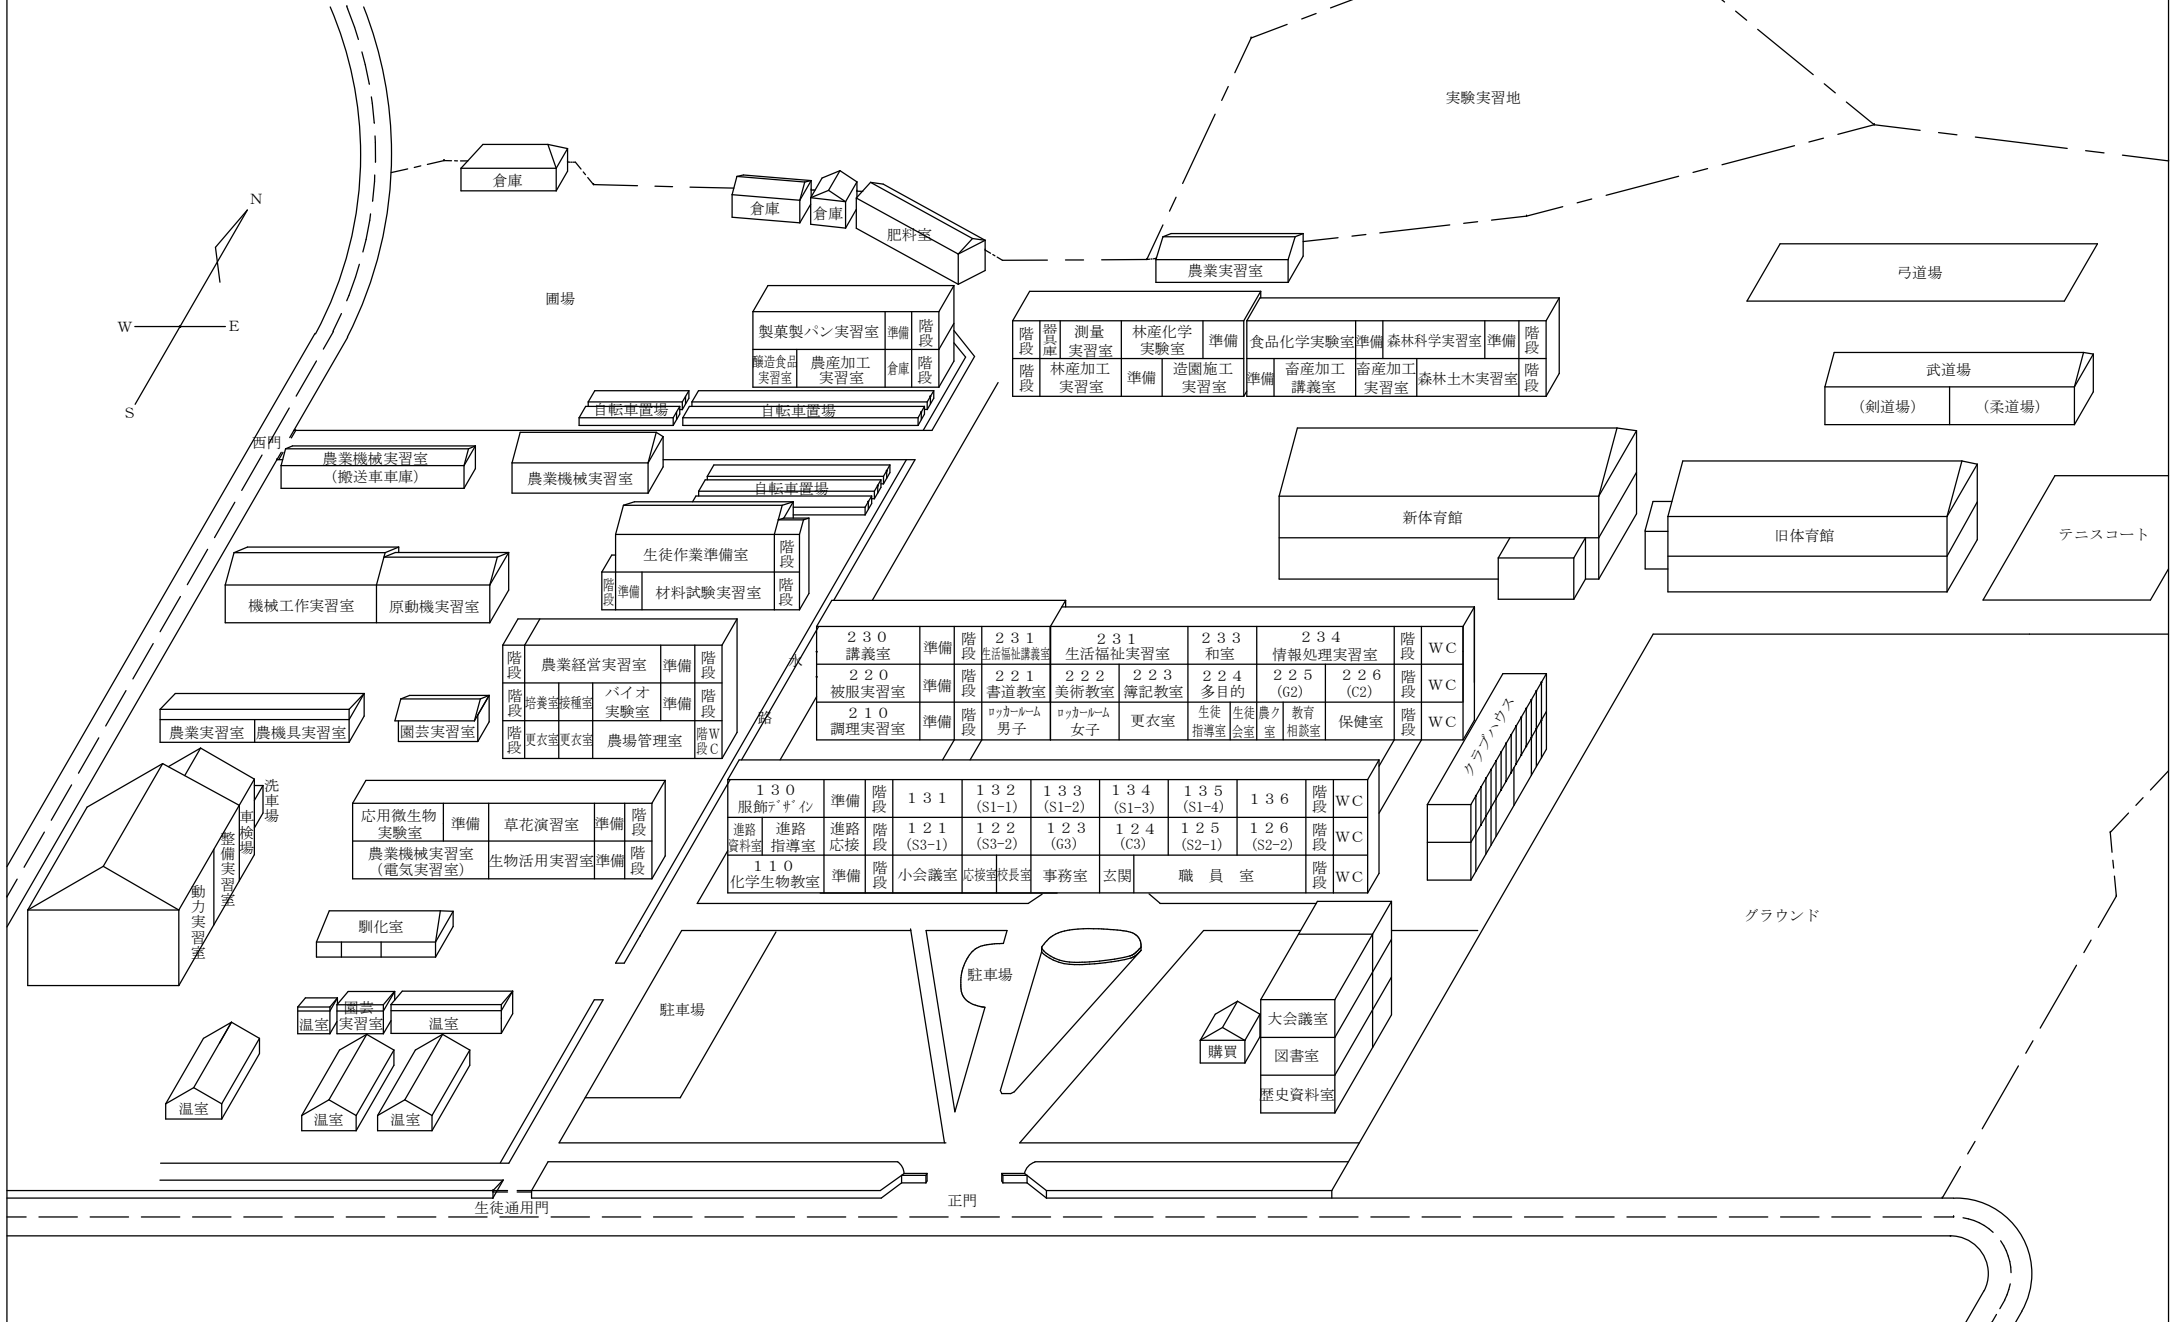 実験実習地
倉庫
倉庫
倉庫
肥料室
農業実習室
N
W
E
S
圃場
弓道場
製菓製パン実習室
準備
階段
醸造食品
実習室
農産加工
実習室
倉庫
階段
階段
器具庫
測量
実習室
林産化学
実験室
準備
食品化学実験室
準備
森林科学実習室
準備
階段
階段
林産加工
実習室
準備
造園施工
実習室
準備
畜産加工
講義室
畜産加工
実習室
森林土木実習室
階段
武道場
(剣道場)
(柔道場)
自転車置場
自転車置場
西門
農業機械実習室
(搬送車車庫)
農業機械実習室
自転車置場
新体育館
旧体育館
テニスコート
生徒作業準備室
階段
階段
準備
材料試験実習室
階段
機械工作実習室
原動機実習室
水路
農業経営実習室
階段
準備
階段
階段
培養室
接種室
バイオ
実験室
準備
階段
階段
更衣室
更衣室
農場管理室
階段
WC
230
講義室
準備
階段
231
生活福祉講義室
231
生活福祉実習室
233
和室
234
情報処理実習室
階段
WC
220
被服実習室
準備
階段
221
書道教室
222
美術教室
223
簿記教室
224
多目的
225
(G2)
226
(C2)
階段
WC
210
調理実習室
準備
階段
ロッカールーム
男子
ロッカールーム
女子
更衣室
生徒
指導室
生徒
会室
農ク
室
教育
相談室
保健室
階段
WC
農業実習室
農機具実習室
園芸実習室
クラブハウス
洗車場
車検場
整備実習室
動力実習室
応用微生物
実験室
準備
草花演習室
準備
階段
農業機械実習室
(電気実習室)
生物活用実習室
準備
階段
130
服飾デザイン
準備
階段
131
132
(S1-1)
133
(S1-2)
134
(S1-3)
135
(S1-4)
136
階段
WC
進路
資料室
進路
指導室
進路
応接
階段
121
(S3-1)
122
(S3-2)
123
(G3)
124
(C3)
125
(S2-1)
126
(S2-2)
階段
WC
110
化学生物教室
準備
階段
小会議室
応接室
校長室
事務室
玄関
職員室
階段
WC
馴化室
グラウンド
駐車場
駐車場
温室
園芸
実習室
温室
大会議室
購買
図書室
歴史資料室
温室
温室
温室
生徒通用門
正門